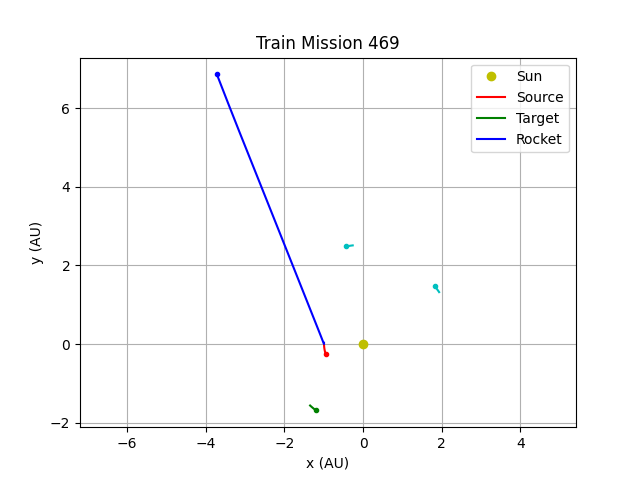 Train Mission 469
Sun
Source
Target
Rocket
6
4
2
0
−2
y (AU)
−6
−4
−2
0
2
4
x (AU)